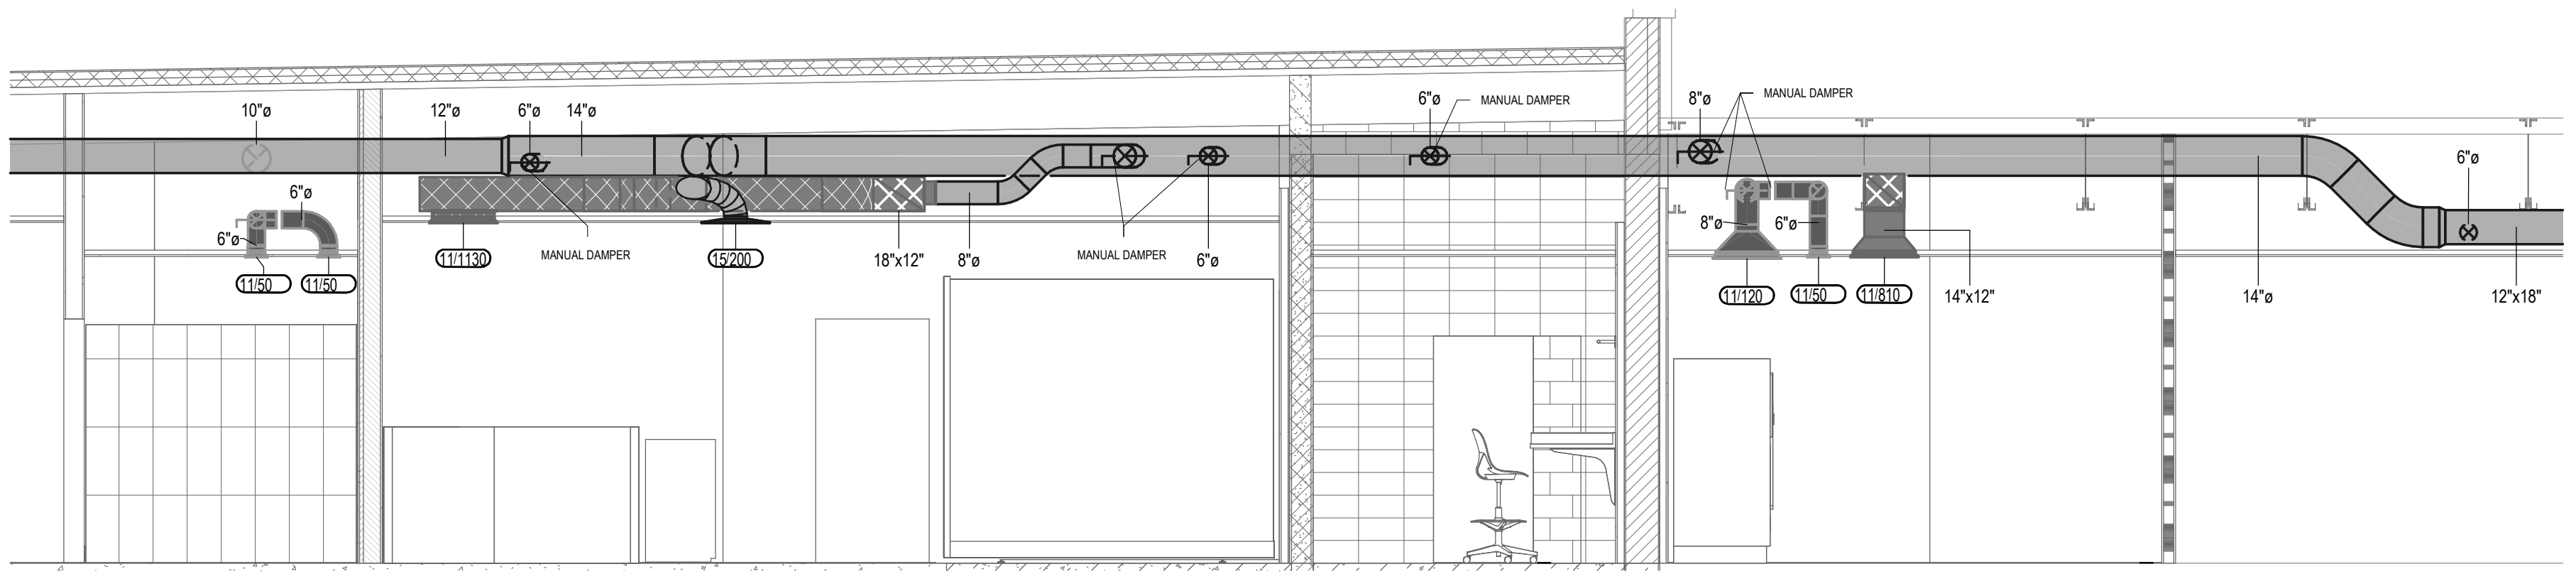 10"ø
12"ø
6"ø
14"ø
6"ø
MANUAL DAMPER
8"ø
MANUAL DAMPER
6"ø
6"ø
6"ø
8"ø
6"ø
MANUAL DAMPER
MANUAL DAMPER
11/1130
15/200
18"x12"
8"ø
6"ø
11/50
11/50
11/120
11/50
11/810
14"x12"
14"ø
12"x18"